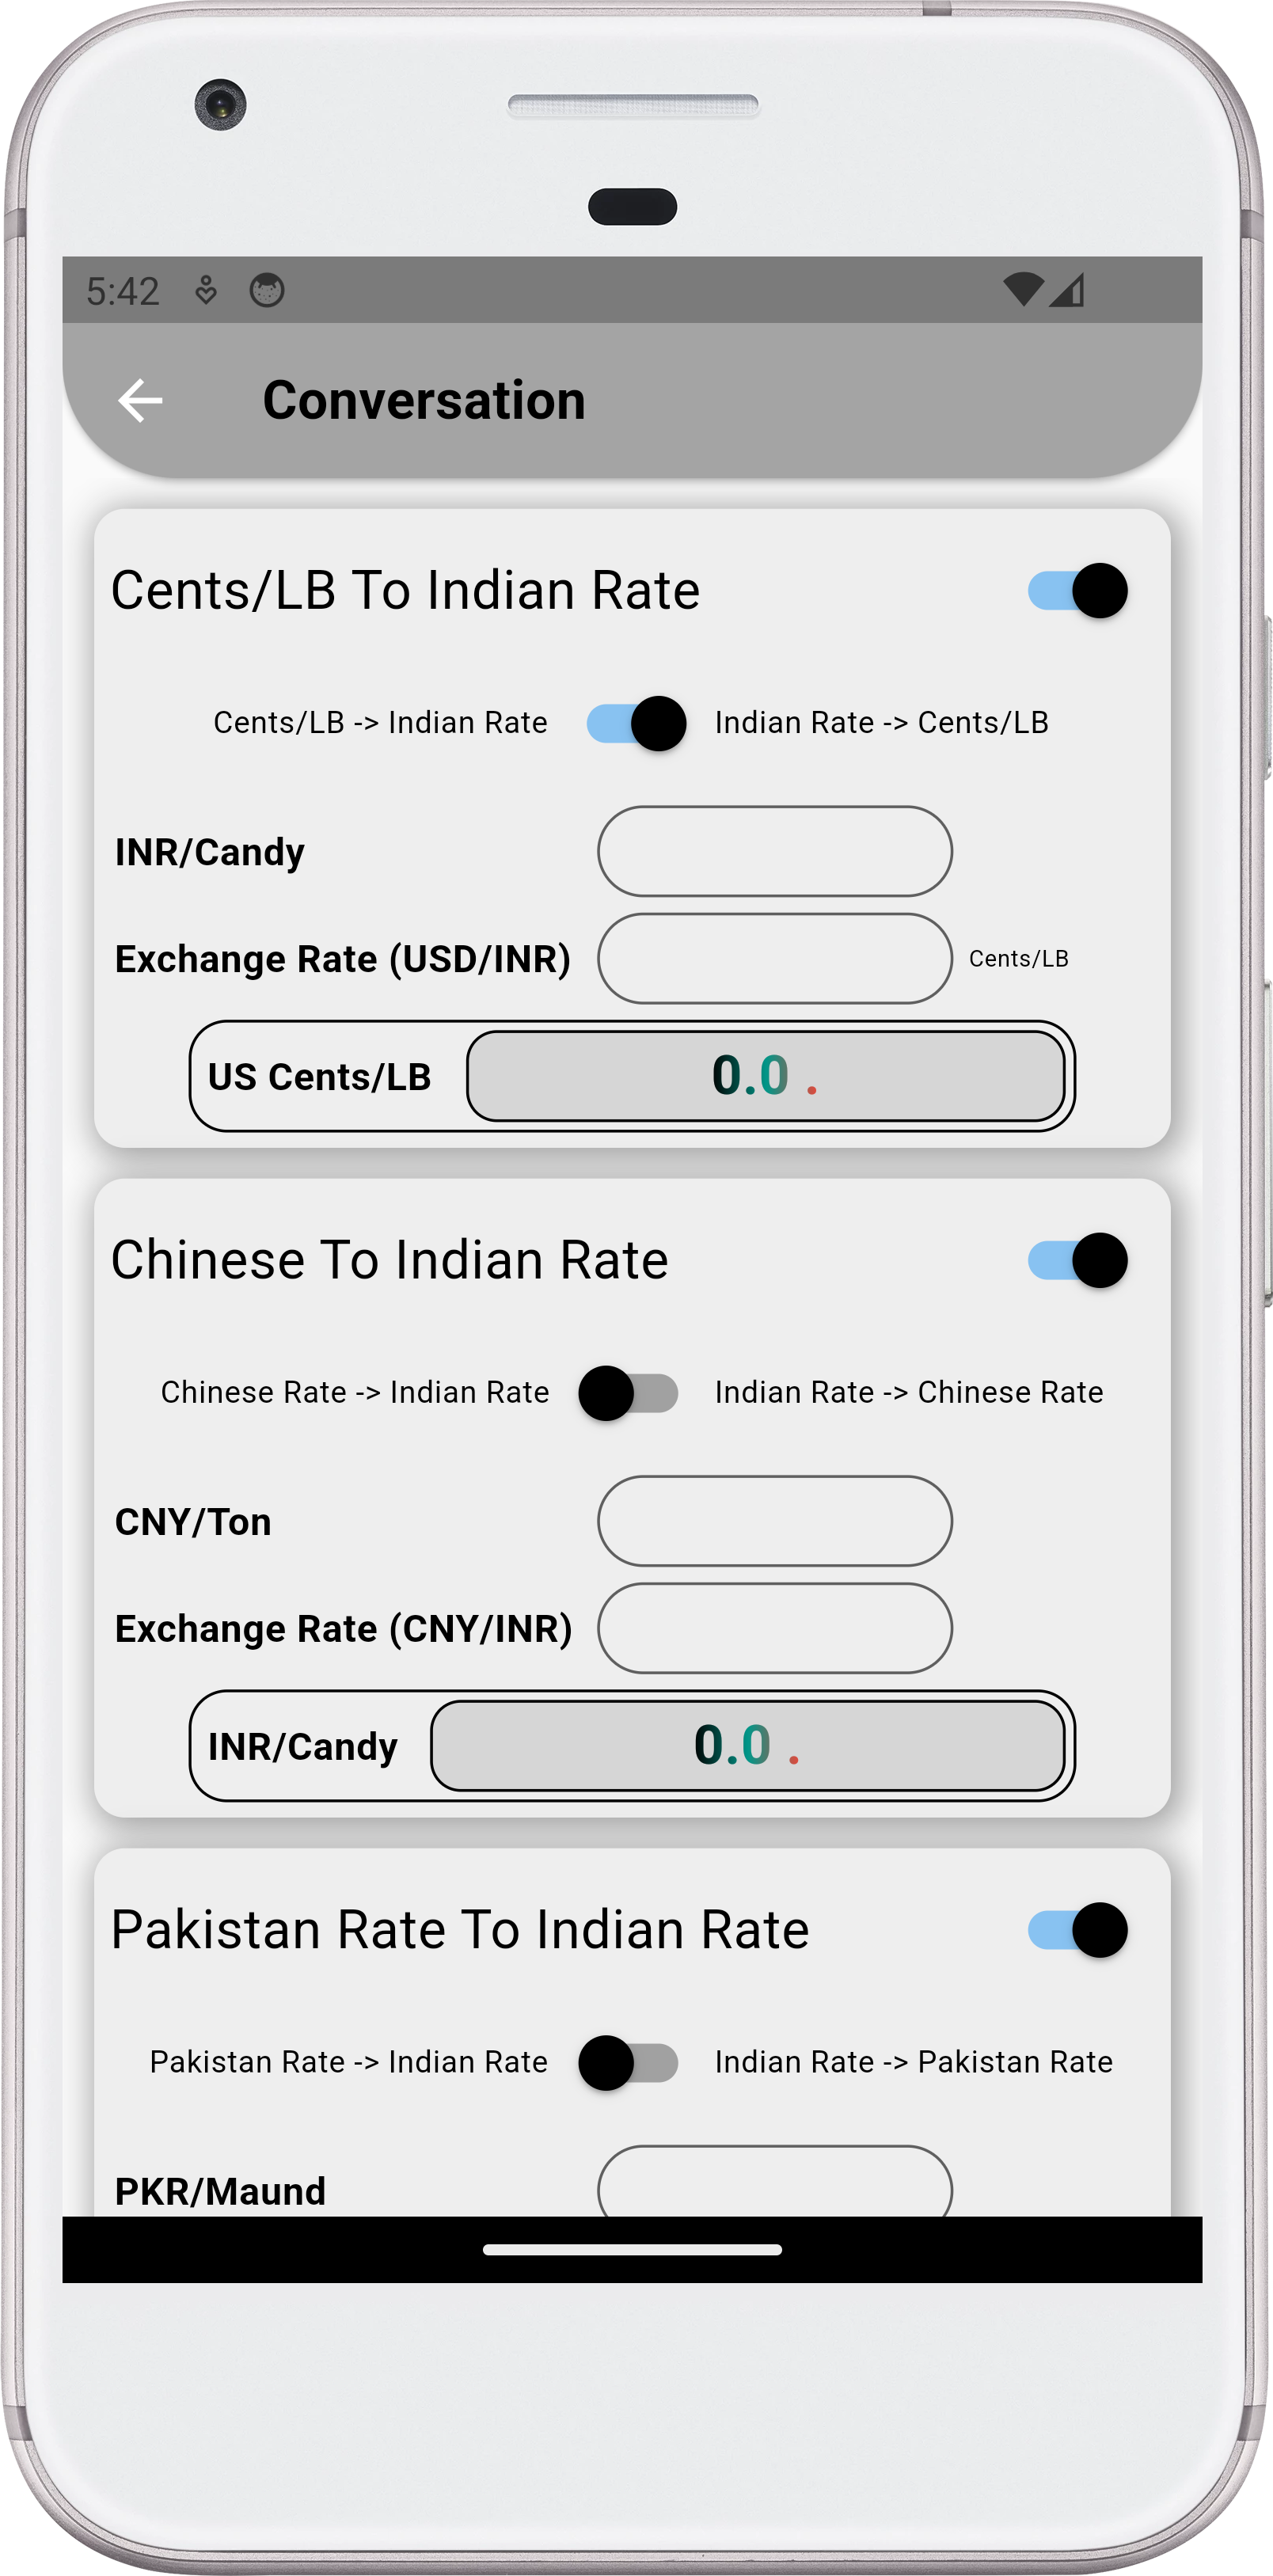 5:42
Conversation
Cents/LB To Indian Rate
Cents/LB -> Indian Rate Indian Rate -> Cents/LB
INR/Candy
Exchange Rate (USD/INR) Cents/LB
US Cents/LB 0.0 .
Chinese To Indian Rate
Chinese Rate -> Indian Rate Indian Rate -> Chinese Rate
CNY/Ton
Exchange Rate (CNY/INR)
INR/Candy 0.0 .
Pakistan Rate To Indian Rate
Pakistan Rate -> Indian Rate Indian Rate -> Pakistan Rate
PKR/Maund